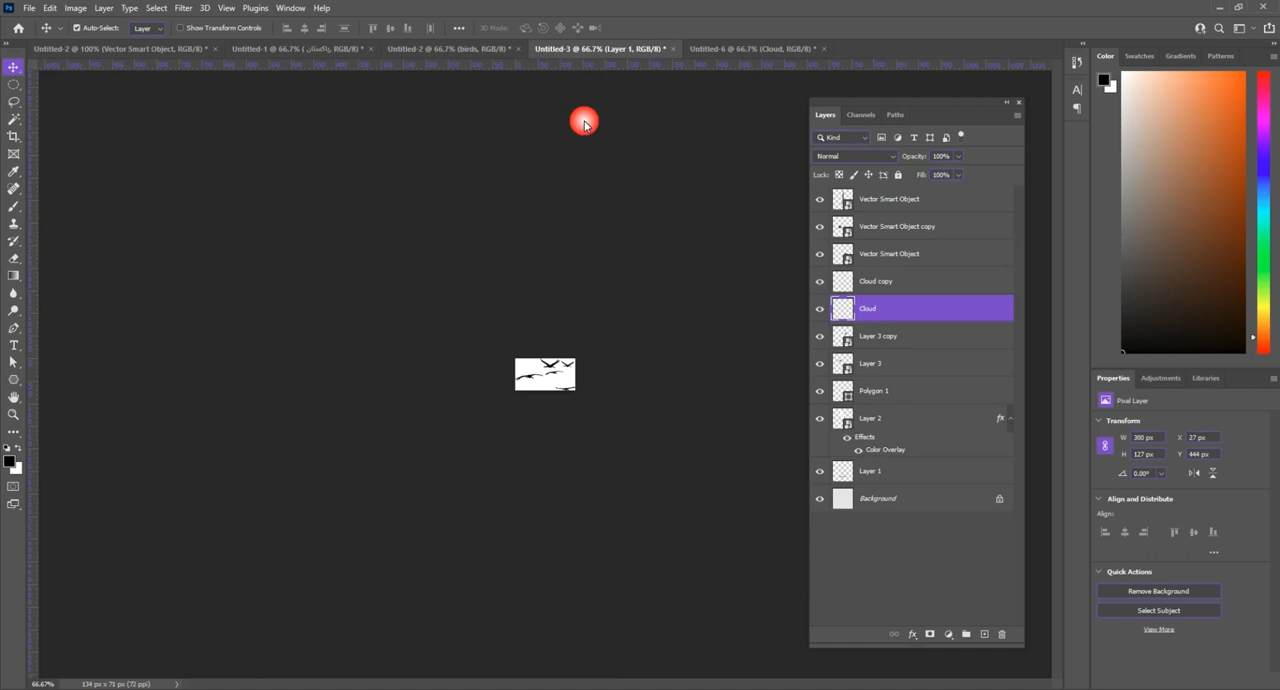 File Edit Image Layer Type Select Filter 3D View Plugins Window Help
Auto-Select: Layer Show Transform Controls 3D Mode:
Untitled-2 @ 100% (Vector Smart Object, RGB/8) * × Untitled-1 @ 66.7% (پاکستان, RGB/8) * × Untitled-2 @ 66.7% (birds, RGB/8) * × Untitled-3 @ 66.7% (Layer 1, RGB/8) * × Untitled-6 @ 66.7% (Cloud, RGB/8) * ×
Color Swatches Gradients Patterns
Layers Channels Paths
Kind
Normal Opacity: 100%
Lock: Fill: 100%
Vector Smart Object
Vector Smart Object copy
Vector Smart Object
Cloud copy
Cloud
Layer 3 copy
Layer 3
Polygon 1
Layer 2 fx
Effects
Color Overlay
Layer 1
Background
Properties Adjustments Libraries
Pixel Layer
Transform
W 300 px X 27 px
H 127 px Y 444 px
0.00°
Align and Distribute
Align:
Quick Actions
Remove Background
Select Subject
View More
66.67% 134 px x 71 px (72 ppi)